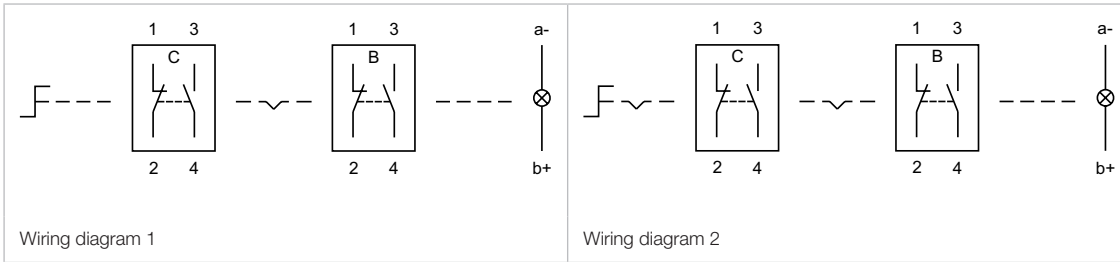 1 3 1 3 a-
C B
2 4 2 4 b+
Wiring diagram 1
1 3 1 3 a-
C B
2 4 2 4 b+
Wiring diagram 2